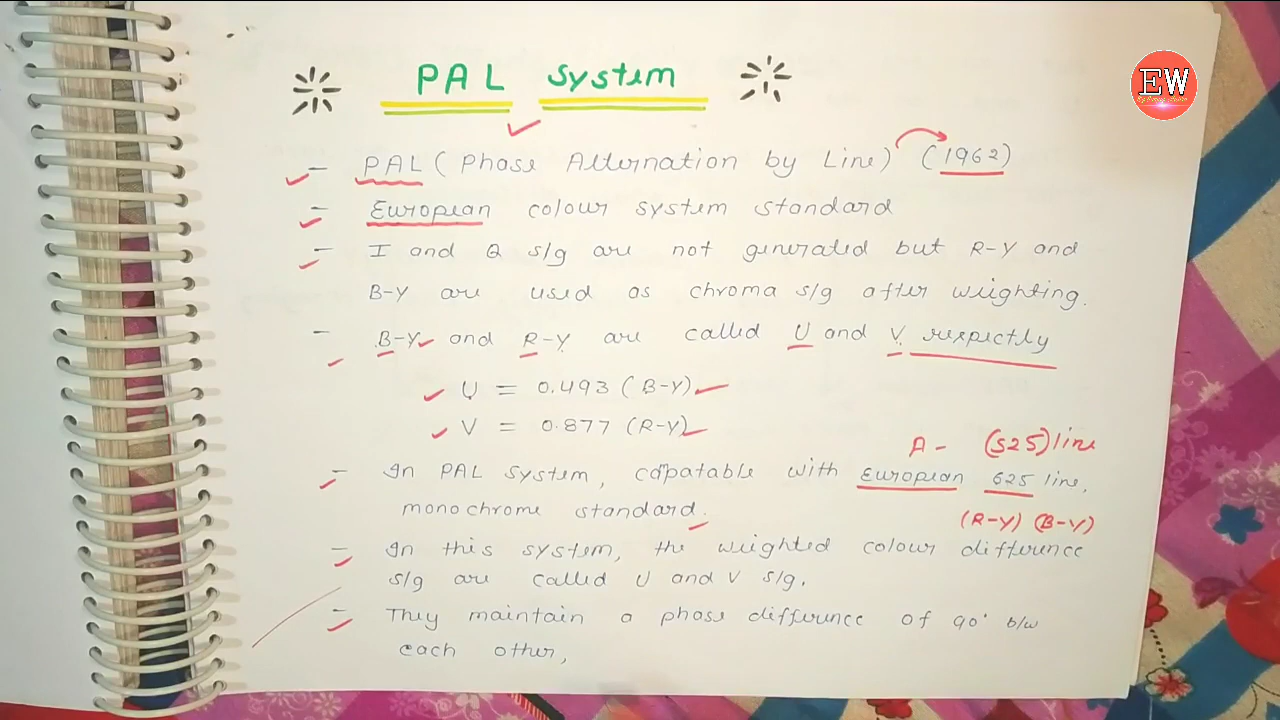 PAL System
EW
PAL (Phase Alternation by Line) (1962)
European colour system standard
I and Q s/g are not generated but R-Y and
B-Y are used as chroma s/g after weighting.
B-Y and R-Y are called U and V respectly
U = 0.493 (B-Y)
V = 0.877 (R-Y)
A - (525) line
In PAL System, copatable with European 625 line,
monochrome standard.
(R-Y) (B-Y)
In this system, the weighted colour difference
s/g are called U and V s/g.
They maintain a phase difference of 90° b/w
each other,